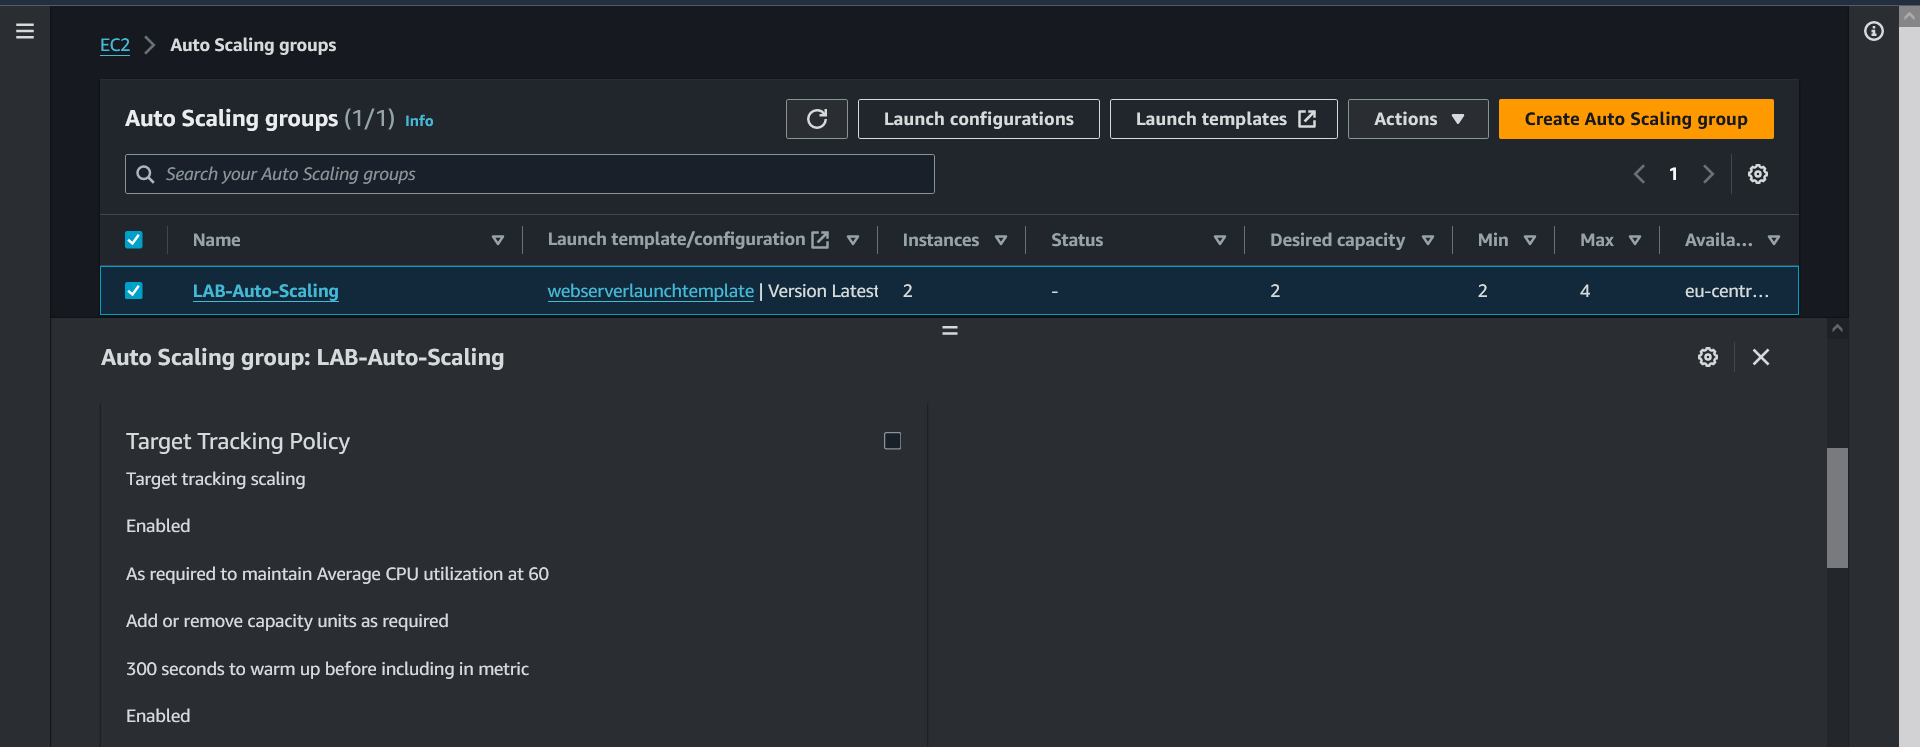 EC2 > Auto Scaling groups
Auto Scaling groups (1/1) Info
Launch configurations
Launch templates
Actions
Create Auto Scaling group
Search your Auto Scaling groups
1
Name Launch template/configuration Instances Status Desired capacity Min Max Availa...
LAB-Auto-Scaling webserverlaunchtemplate | Version Latest 2 - 2 2 4 eu-centr...
Auto Scaling group: LAB-Auto-Scaling
Target Tracking Policy
Target tracking scaling
Enabled
As required to maintain Average CPU utilization at 60
Add or remove capacity units as required
300 seconds to warm up before including in metric
Enabled